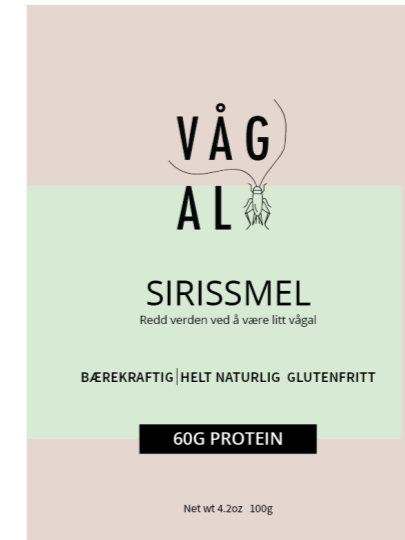 VÅG
AL
SIRISSMEL
Redd verden ved å være litt vågal
BÆREKRAFTIG|HELT NATURLIG GLUTENFRITT
60G PROTEIN
Net wt 4.2oz 100g